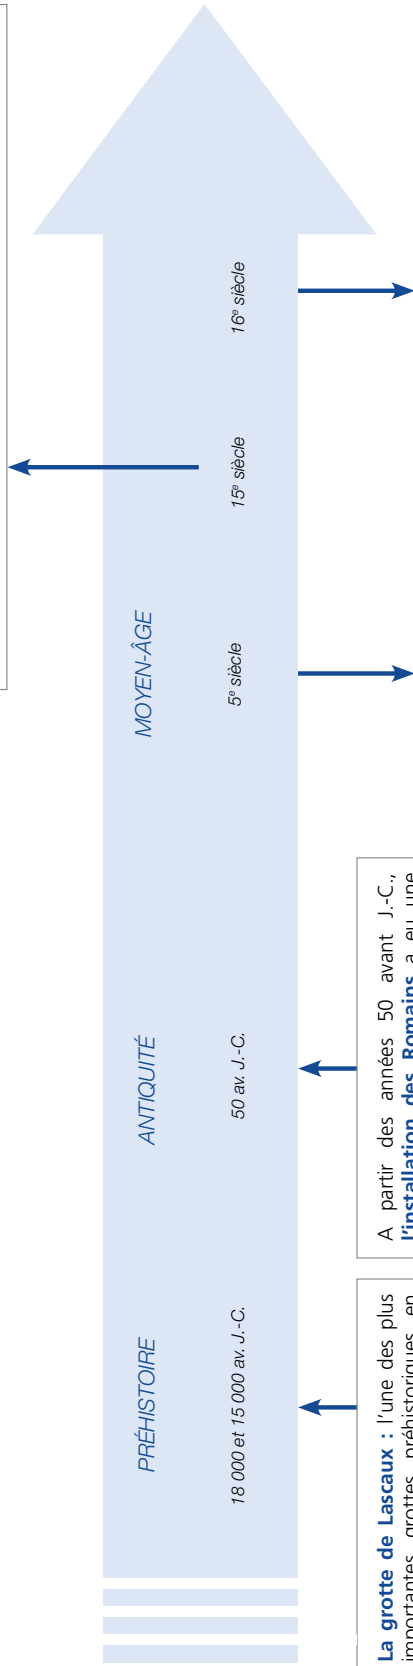 PRÉHISTOIRE
ANTIQUITÉ
MOYEN-ÂGE
18 000 et 15 000 av. J.-C.
50 av. J.-C.
5e siècle
15e siècle
16e siècle
La grotte de Lascaux : l'une des plus
importantes grottes préhistoriques en
A partir des années 50 avant J.-C.,
l'installation des Romains a eu une